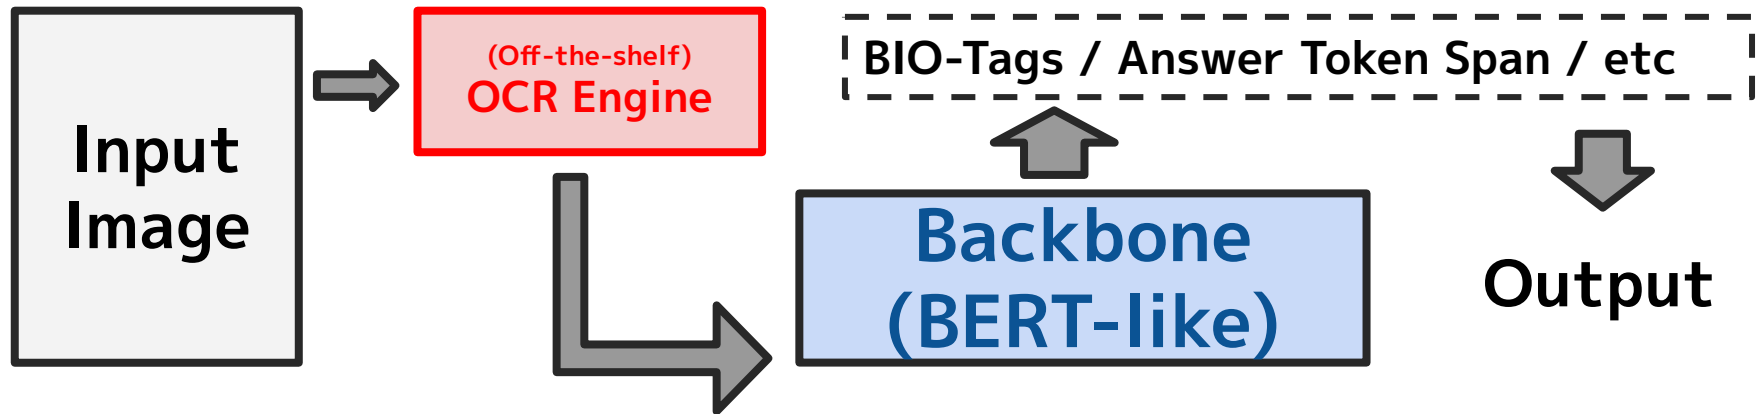 Input
Image
(Off-the-shelf)
OCR Engine
BIO-Tags / Answer Token Span / etc
Backbone
(BERT-like)
Output